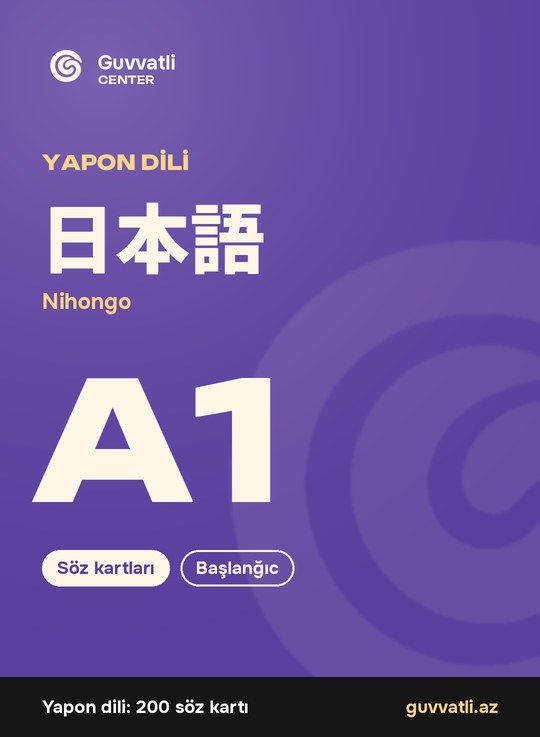 Guvvatli
CENTER
YAPON DİLİ
日本語
Nihongo
A1
Söz kartları
Başlanğıc
Yapon dili: 200 söz kartı
guvvatli.az